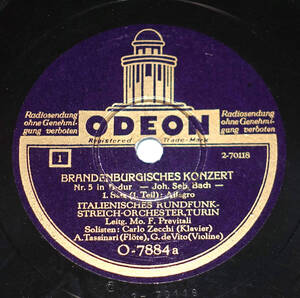 Radiosendung
ohne Genehmi-
gung verboten
Radiosendung
ohne Genehmi-
gung verboten
ODEON
Registered Trade-Mark
1
2-70118
BRANDENBURGISCHES KONZERT
Nr. 5 in -dur — Joh. Seb. Bach —
I. Satz (1. Teil): Allegro
ITALIENISCHES RUNDFUNK-
STREICH-ORCHESTER, TURIN
Leitg. Mo. F. Previtali
Solisten: Carlo Zecchi (Klavier)
A. Tassinari (Flöte), G. de Vito (Violine)
O-7884a